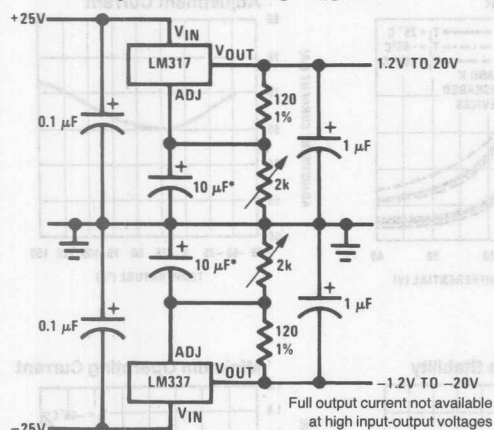 +25V
VIN
LM317
VOUT
1.2V TO 20V
ADJ
120
1%
0.1 μF
+
+
1 μF
+
10 μF*
2k
+
10 μF*
2k
+
1 μF
0.1 μF
+
120
1%
ADJ
LM337
VOUT
-1.2V TO -20V
VIN
-25V
Full output current not available
at high input-output voltages